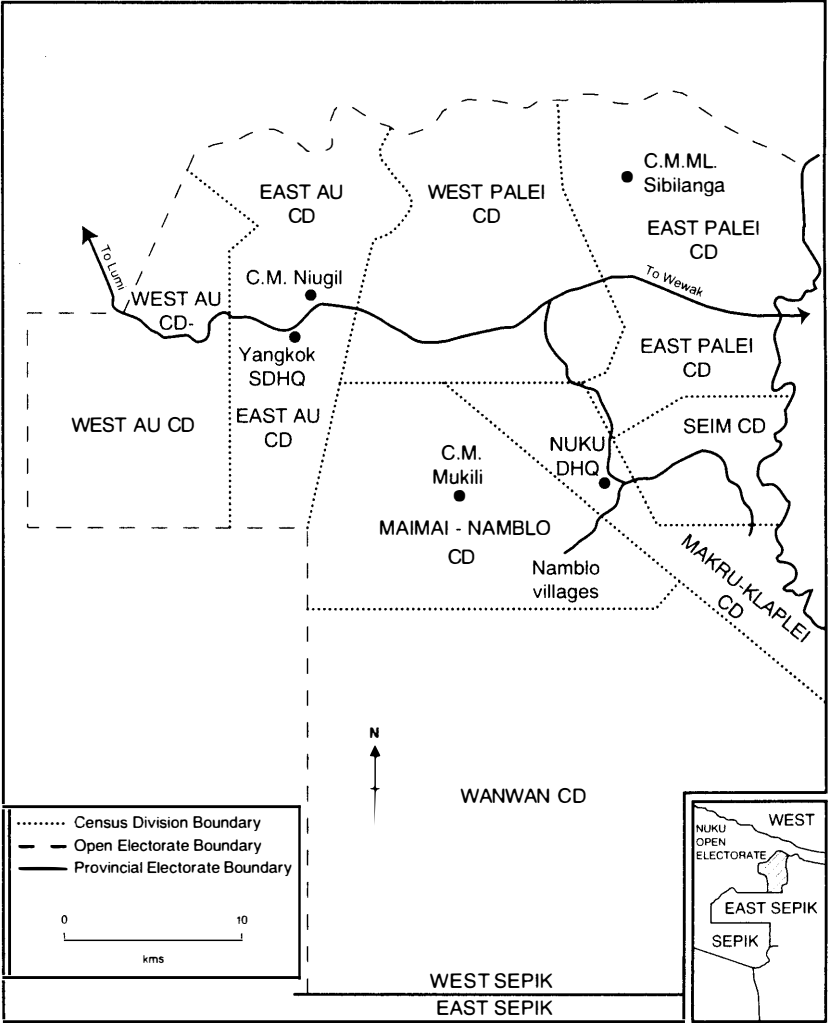 C.M.ML.
Sibilanga
EAST AU
CD
WEST PALEI
CD
EAST PALEI
CD
To Lumi
C.M. Niugil
To Wewak
WEST AU
CD-
Yangkok
SDHQ
EAST PALEI
CD
WEST AU CD
EAST AU
CD
SEIM CD
C.M.
Mukili
NUKU
DHQ
MAIMAI - NAMBLO
CD
Namblo
villages
MAKRU-KLAPLEI
CD
N
WANWAN CD
Census Division Boundary
Open Electorate Boundary
Provincial Electorate Boundary
0 10
kms
WEST
NUKU
OPEN
ELECTORATE
EAST SEPIK
SEPIK
WEST SEPIK
EAST SEPIK